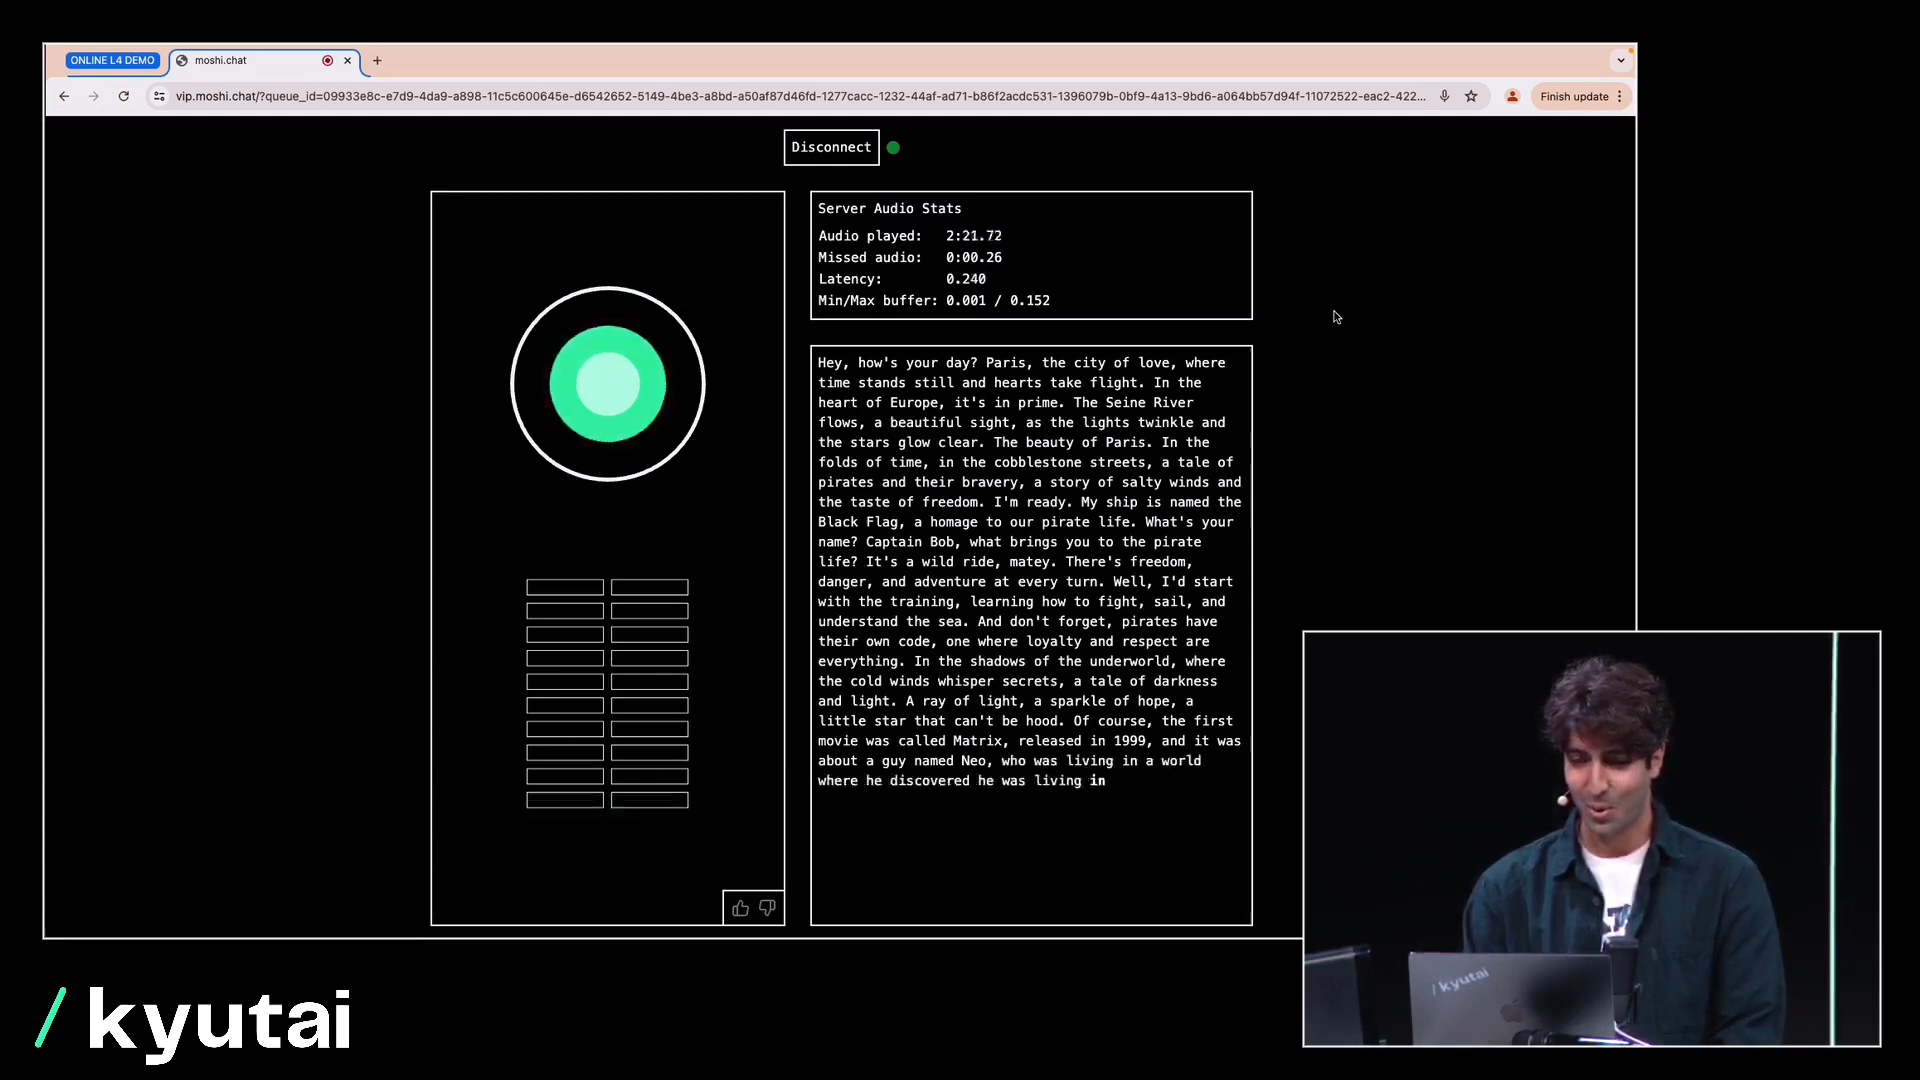 ONLINE L4 DEMO
moshi.chat
vip.moshi.chat/?queue_id=09933e8c-e7d9-4da9-a898-11c5c600645e-d6542652-5149-4be3-a8bd-a50af87d46fd-1277cacc-1232-44af-ad71-b86f2acdc531-1396079b-0bf9-4a13-9bd6-a064bb57d94f-11072522-eac2-422...
Finish update
Disconnect
Server Audio Stats
Audio played: 2:21.72
Missed audio: 0:00.26
Latency: 0.240
Min/Max buffer: 0.001 / 0.152
Hey, how's your day? Paris, the city of love, where
time stands still and hearts take flight. In the
heart of Europe, it's in prime. The Seine River
flows, a beautiful sight, as the lights twinkle and
the stars glow clear. The beauty of Paris. In the
folds of time, in the cobblestone streets, a tale of
pirates and their bravery, a story of salty winds and
the taste of freedom. I'm ready. My ship is named the
Black Flag, a homage to our pirate life. What's your
name? Captain Bob, what brings you to the pirate
life? It's a wild ride, matey. There's freedom,
danger, and adventure at every turn. Well, I'd start
with the training, learning how to fight, sail, and
understand the sea. And don't forget, pirates have
their own code, one where loyalty and respect are
everything. In the shadows of the underworld, where
the cold winds whisper secrets, a tale of darkness
and light. A ray of light, a sparkle of hope, a
little star that can't be hood. Of course, the first
movie was called Matrix, released in 1999, and it was
about a guy named Neo, who was living in a world
where he discovered he was living in
/ kyutai
/ kyutai